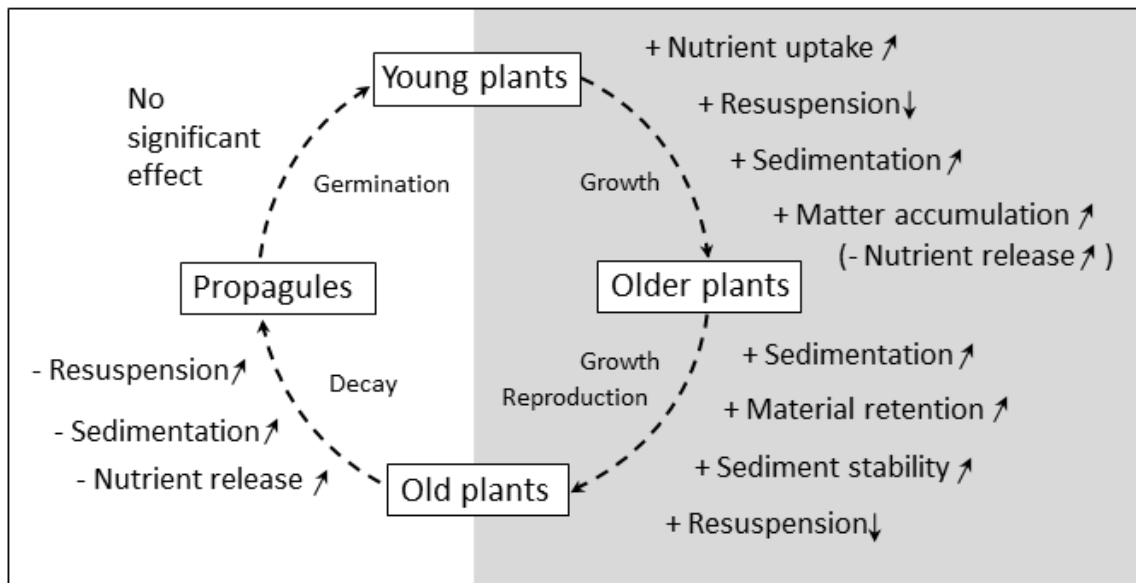 Young plants
+ Nutrient uptake ↗
+ Resuspension↓
+ Sedimentation ↗
+ Matter accumulation ↗
(- Nutrient release ↗ )
Growth
Older plants
+ Sedimentation ↗
+ Material retention ↗
+ Sediment stability ↗
+ Resuspension↓
Growth
Reproduction
Old plants
Decay
- Resuspension↗
- Sedimentation ↗
- Nutrient release ↗
Propagules
Germination
No
significant
effect